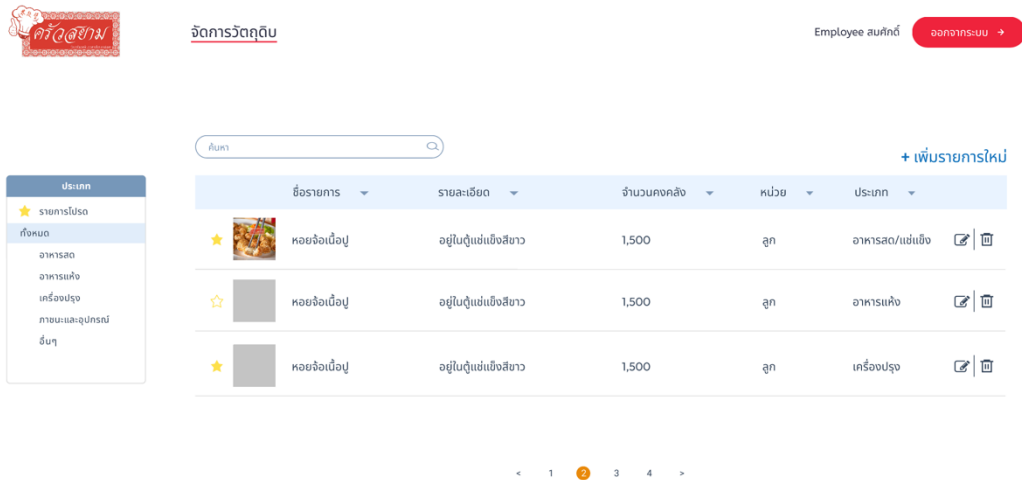 ครัวสยาม
จัดการวัตถุดิบ
Employee สมศักดิ์
ออกจากระบบ →
ค้นหา
+ เพิ่มรายการใหม่
ประเภท
รายการโปรด
ทั้งหมด
อาหารสด
อาหารแห้ง
เครื่องปรุง
ภาชนะและอุปกรณ์
อื่นๆ
ชื่อรายการ รายละเอียด จำนวนคงคลัง หน่วย ประเภท
หอยจ้อเนื้อปู อยู่ในตู้แช่แข็งสีขาว 1,500 ลูก อาหารสด/แช่แข็ง
หอยจ้อเนื้อปู อยู่ในตู้แช่แข็งสีขาว 1,500 ลูก อาหารแห้ง
หอยจ้อเนื้อปู อยู่ในตู้แช่แข็งสีขาว 1,500 ลูก เครื่องปรุง
< 1 2 3 4 >